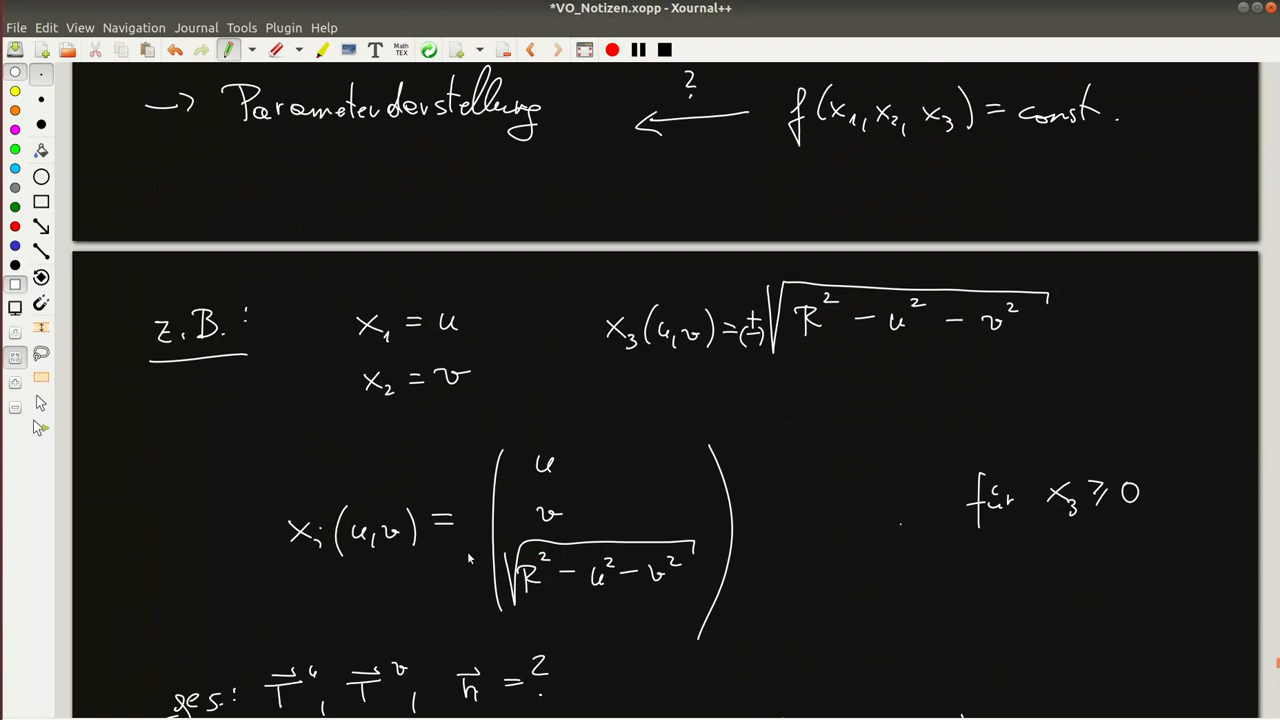 *VO_Notizen.xopp - Xournal++
File Edit View Navigation Journal Tools Plugin Help
→ Parameterdarstellung ←? f(x₁, x₂, x₃) = const.
z.B.: x₁ = u x₃(u,v) = (±)√(R² − u² − v²)
x₂ = v
xᵢ(u,v) = (u
v
√(R² − u² − v²)) für x₃ ≥ 0
ges.: T⃗ᵘ, T⃗ᵛ, n⃗ = ?